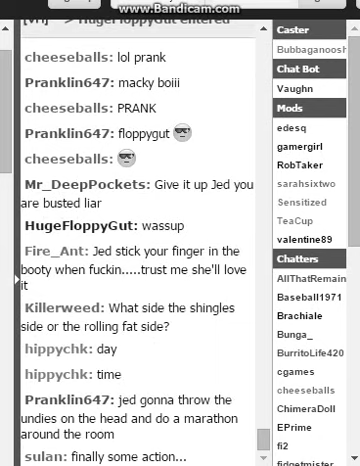 www.Bandicam.com
HugeFloppyGut entered
cheeseballs: lol prank
Pranklin647: macky boiii
cheeseballs: PRANK
Pranklin647: floppygut
cheeseballs:
Mr_DeepPockets: Give it up Jed you
are busted liar
HugeFloppyGut: wassup
Fire_Ant: Jed stick your finger in the
booty when fuckin.....trust me she'll love
it
Killerweed: What side the shingles
side or the rolling fat side?
hippychk: day
hippychk: time
Pranklin647: jed gonna throw the
undies on the head and do a marathon
around the room
sulan: finally some action...
Caster
Bubbaganoosh
Chat Bot
Vaughn
Mods
edesq
gamergirl
RobTaker
sarahsixtwo
Sensitized
TeaCup
valentine89
Chatters
AllThatRemain
Baseball1971
Brachiale
Bunga_
BurritoLife420
cgames
cheeseballs
ChimeraDoll
EPrime
fi2
fidgetmister